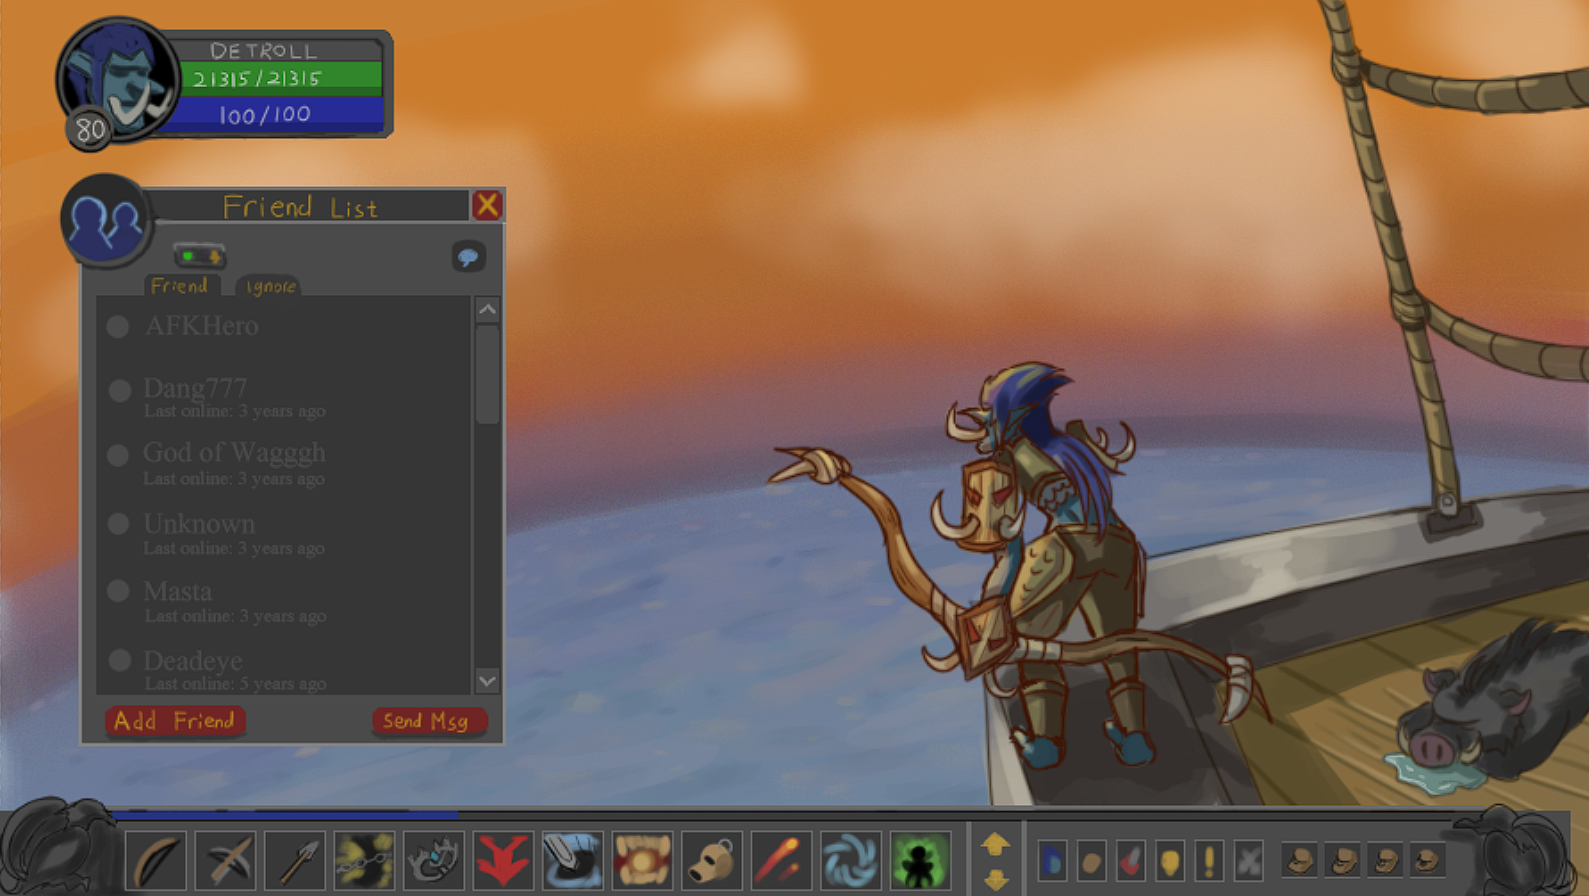 DETROLL
21315/21315
100/100
80
Friend List
Friend
Ignore
AFKHero
Dang777
Last online: 3 years ago
God of Wagggh
Last online: 3 years ago
Unknown
Last online: 3 years ago
Masta
Last online: 3 years ago
Deadeye
Last online: 5 years ago
Add Friend
Send Msg